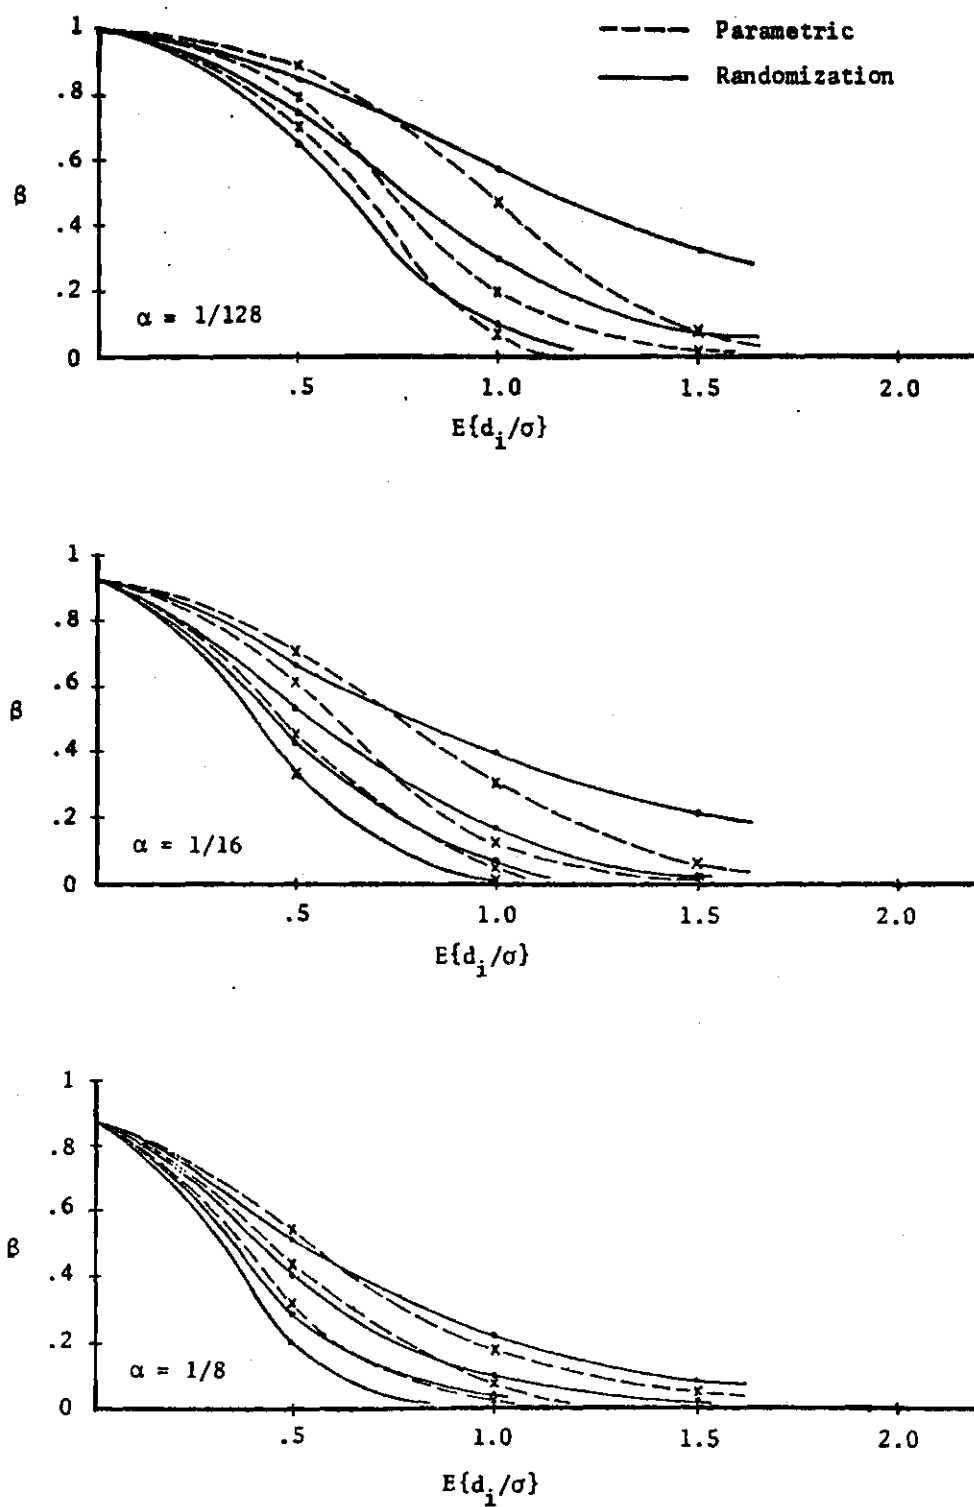 --- Parametric
— Randomization
1
.8
.6
β
.4
.2
α = 1/128
0
.5 1.0 1.5 2.0
E{d_i/σ}
1
.8
.6
β
.4
.2
α = 1/16
0
.5 1.0 1.5 2.0
E{d_i/σ}
1
.8
.6
β
.4
.2
α = 1/8
0
.5 1.0 1.5 2.0
E{d_i/σ}